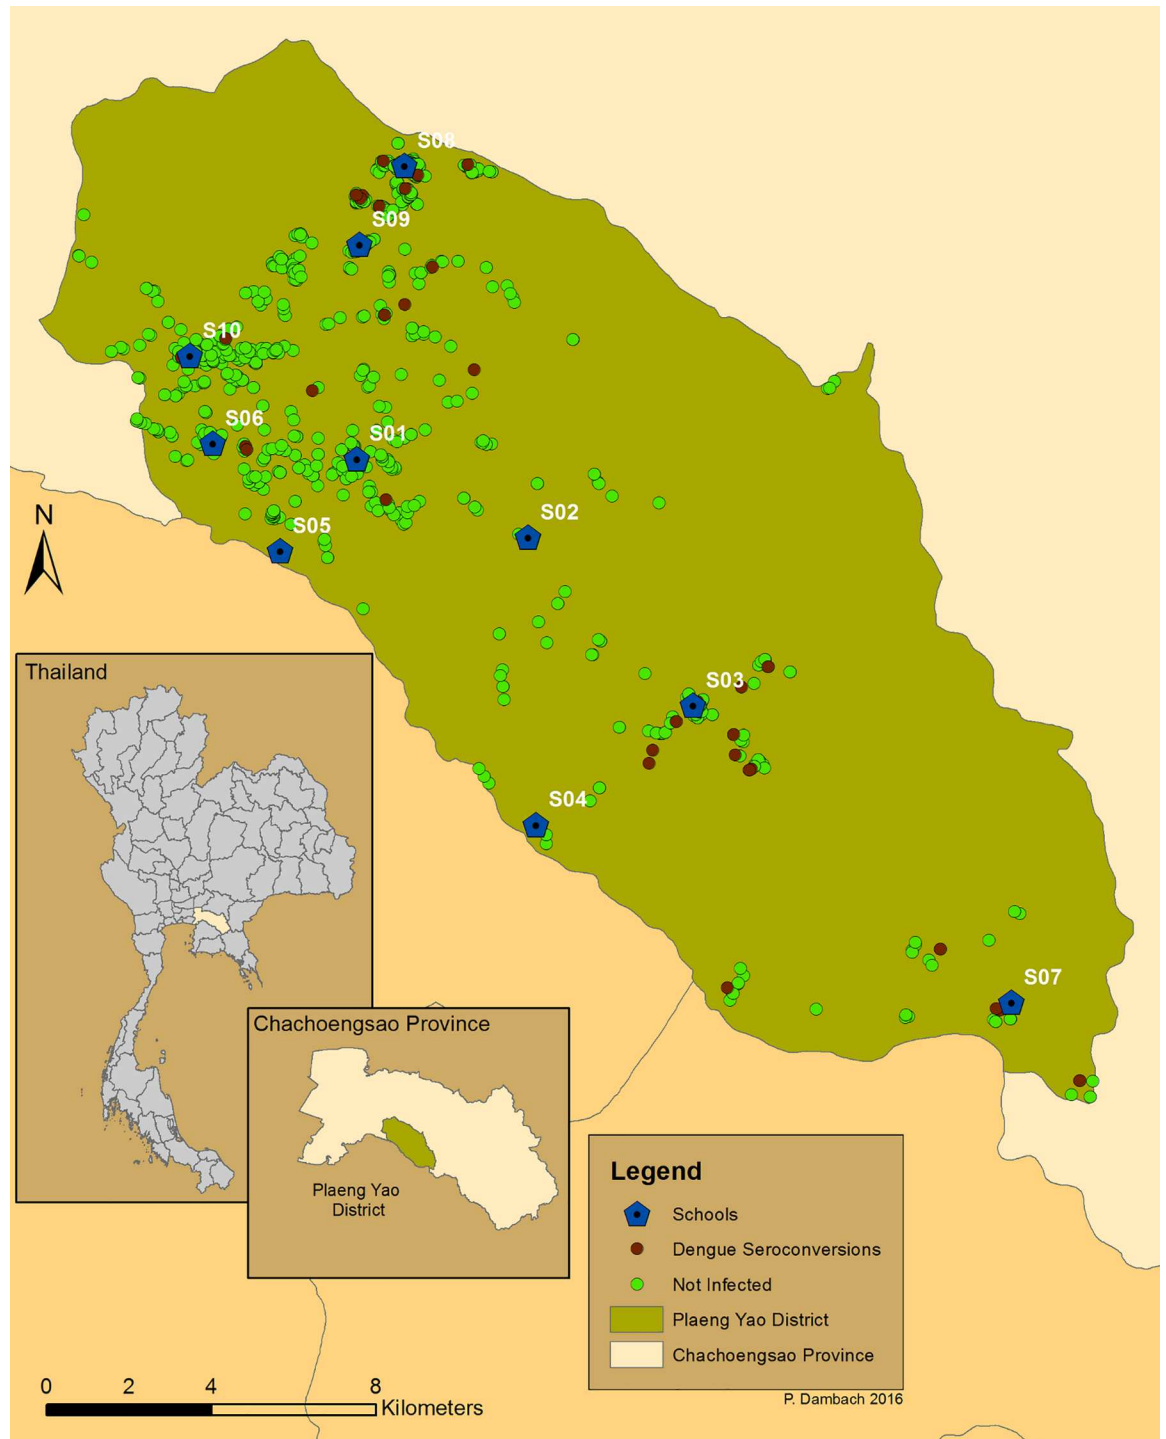 S08
S09
S10
S06
S01
S05
S02
N
Thailand
S03
S04
S07
Chachoengsao Province
Plaeng Yao
District
Legend
Schools
Dengue Seroconversions
Not Infected
Plaeng Yao District
Chachoengsao Province
0 2 4 8
Kilometers
P. Dambach 2016